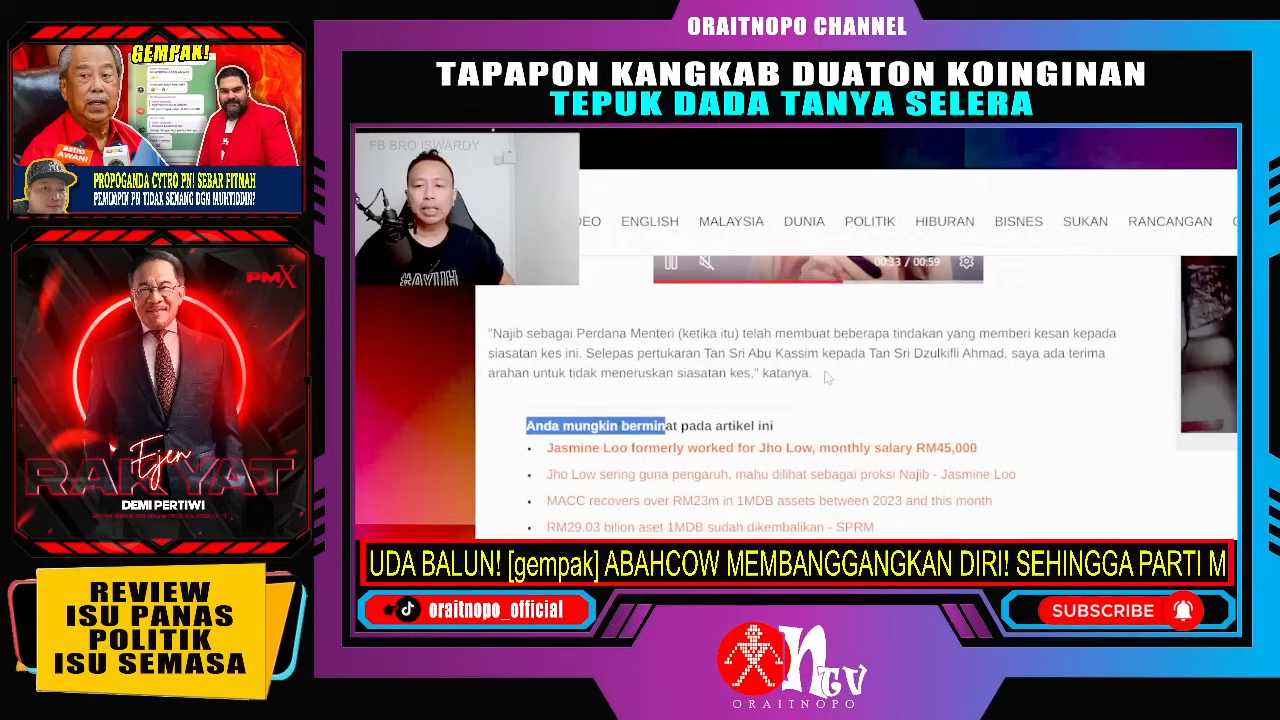 ORAITNOPO CHANNEL
TAPAPON KANGKAB DUATON KOINGINAN
TEPUK DADA TANYA SELERA
GEMPAK!
astro
AWANI
PROPOGANDA CYTRO PN! SEBAR FITNAH
PEMIMPIN PN TIDAK SENANG DGN MUHYIDDIN?
PMX
Ejen
RAKYAT
DEMI PERTIWI
REVIEW
ISU PANAS
POLITIK
ISU SEMASA
FB BRO ISWARDY
#AYUH
DEO ENGLISH MALAYSIA DUNIA POLITIK HIBURAN BISNES SUKAN RANCANGAN
00:33 / 00:59
"Najib sebagai Perdana Menteri (ketika itu) telah membuat beberapa tindakan yang memberi kesan kepada
siasatan kes ini. Selepas pertukaran Tan Sri Abu Kassim kepada Tan Sri Dzulkifli Ahmad, saya ada terima
arahan untuk tidak meneruskan siasatan kes," katanya.
Anda mungkin berminat pada artikel ini
• Jasmine Loo formerly worked for Jho Low, monthly salary RM45,000
• Jho Low sering guna pengaruh, mahu dilihat sebagai proksi Najib - Jasmine Loo
• MACC recovers over RM23m in 1MDB assets betwen 2023 and this month
• RM29.03 bilion aset 1MDB sudah dikembalikan - SPRM
UDA BALUN! [gempak] ABAHCOW MEMBANGGANGKAN DIRI! SEHINGGA PARTI M
oraitnopo_official
SUBSCRIBE
n TV
ORAITNOPO